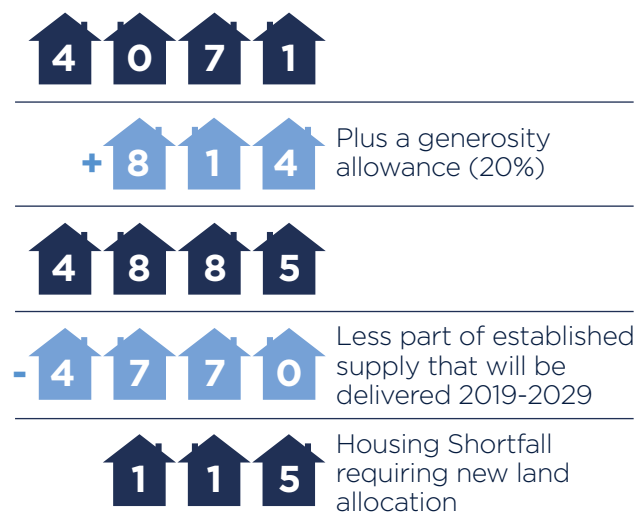 4071
+814 Plus a generosity
allowance (20%)
4885
-4770 Less part of established
supply that will be
delivered 2019-2029
115 Housing Shortfall
requiring new land
allocation